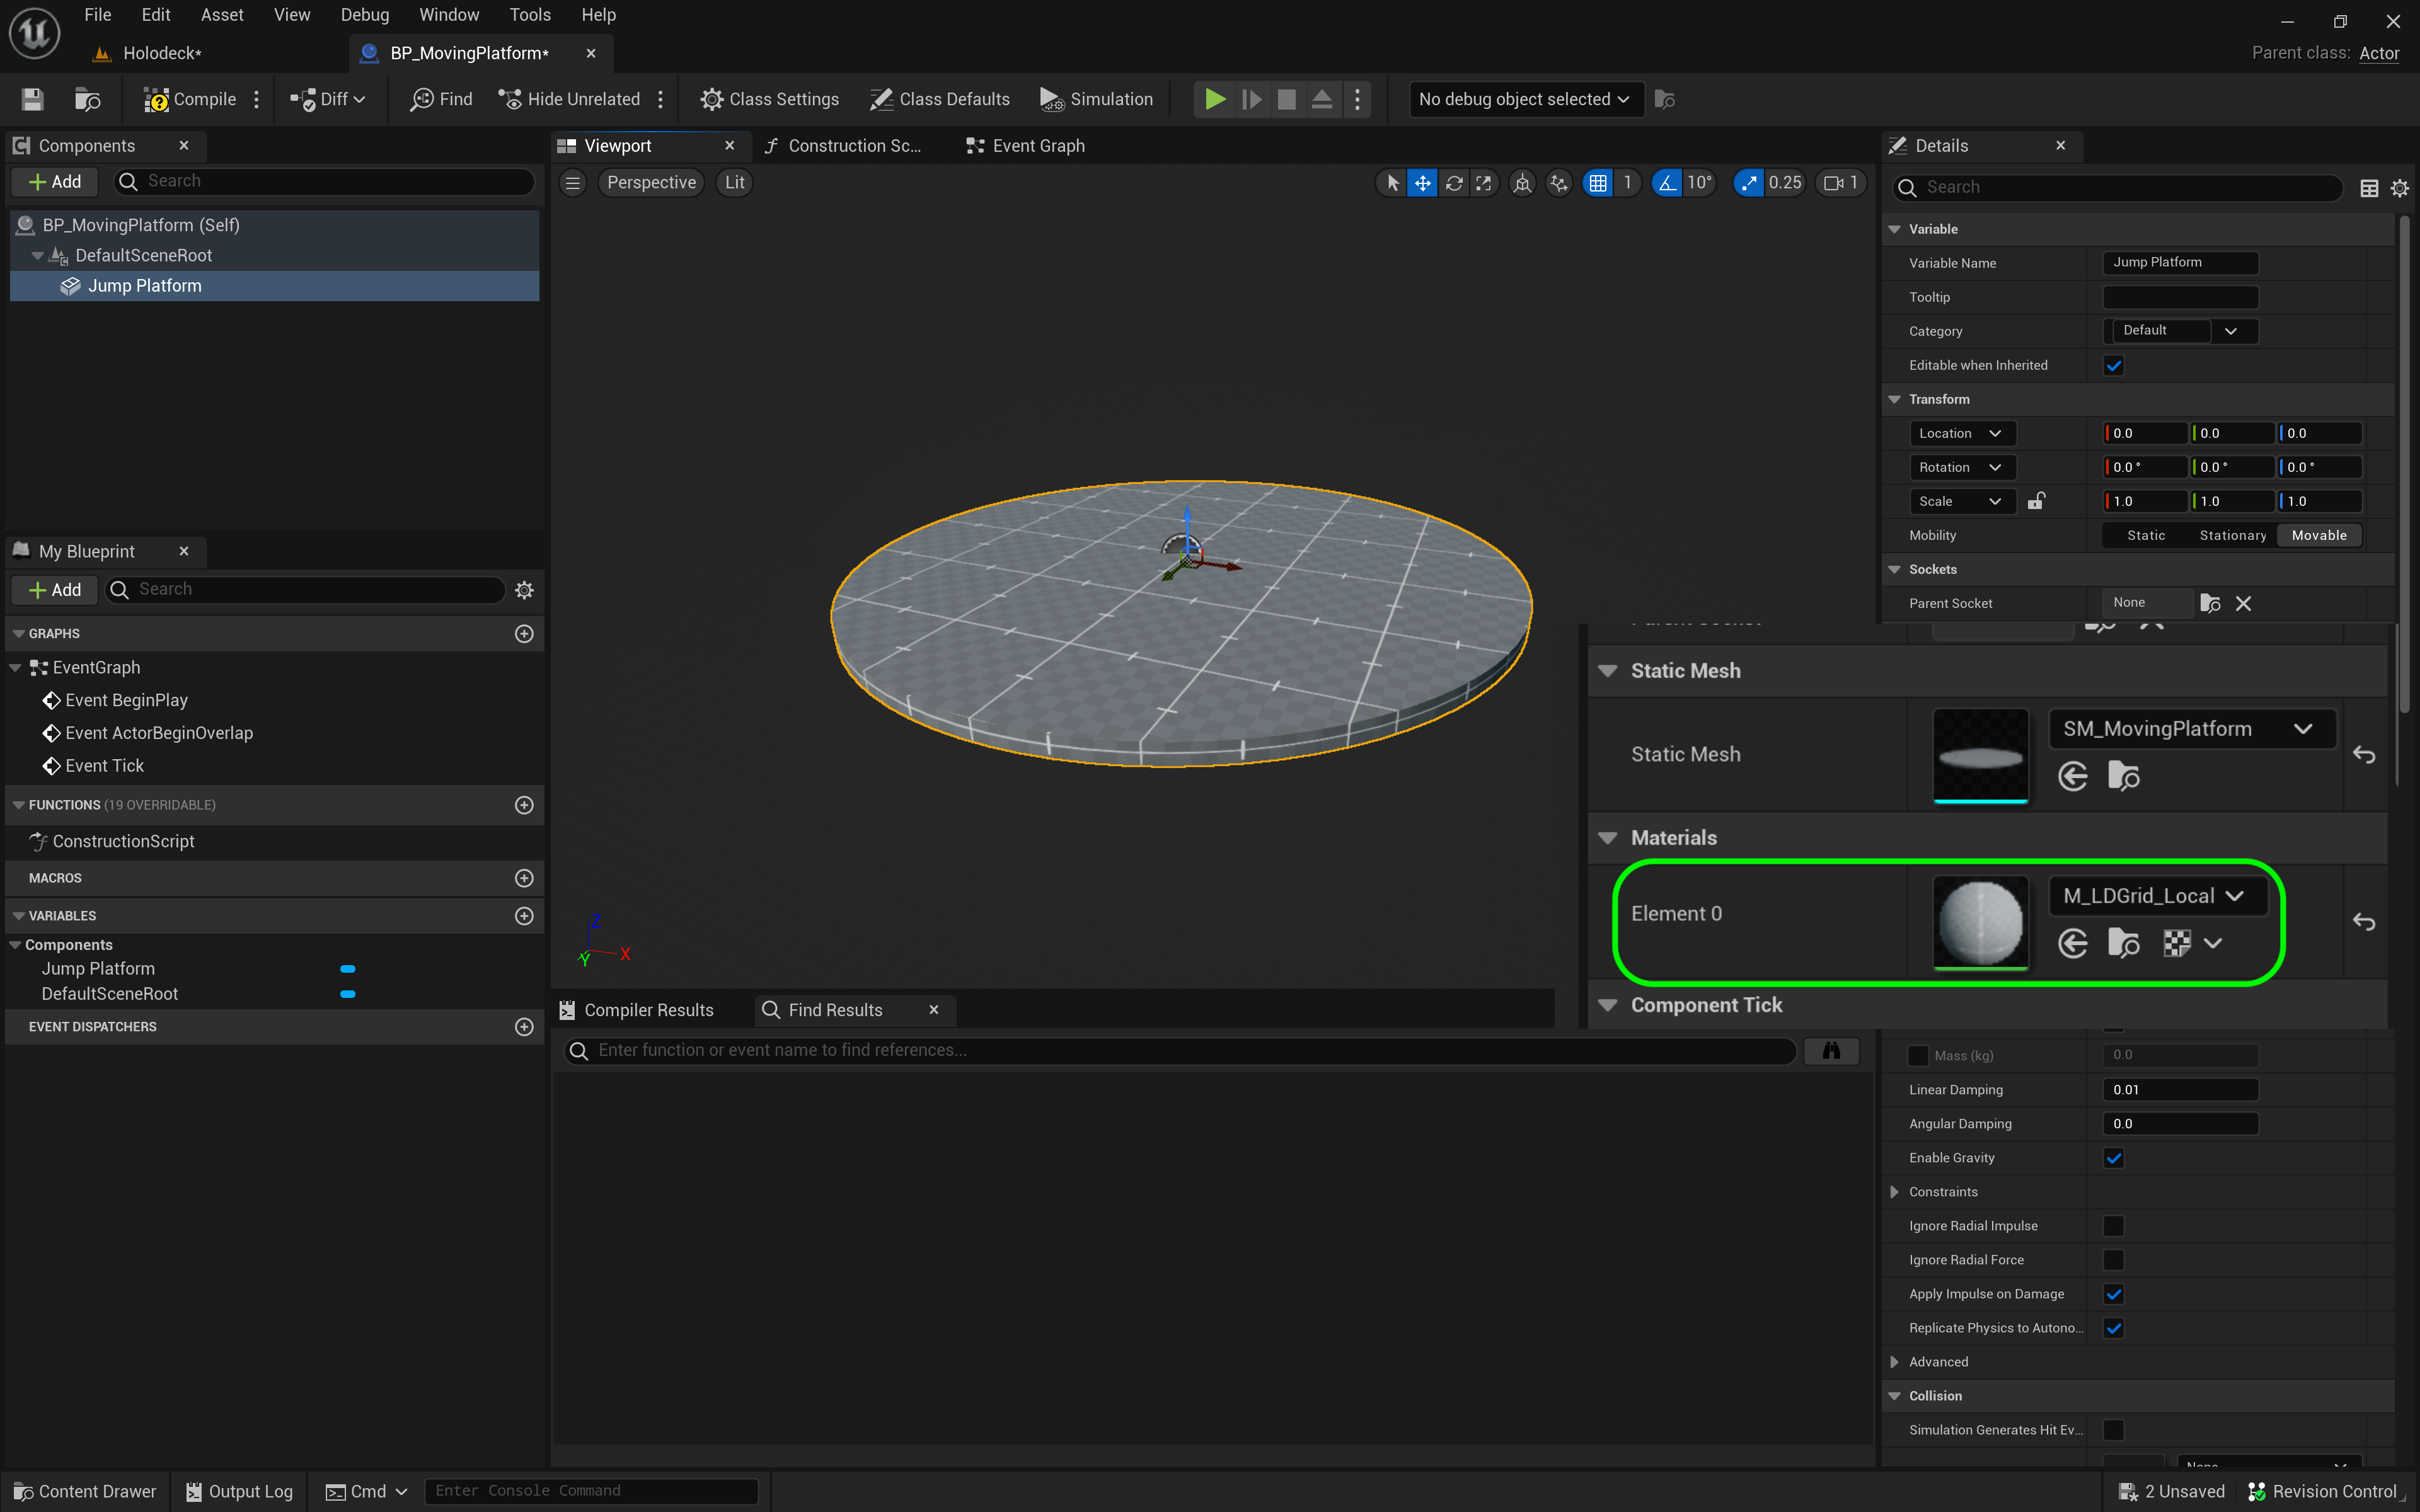 File Edit Asset View Debug Window Tools Help
Holodeck*
BP_MovingPlatform*
Parent class: Actor
Compile
Diff
Find
Hide Unrelated
Class Settings
Class Defaults
Simulation
No debug object selected
Components
Add
Search
BP_MovingPlatform (Self)
DefaultSceneRoot
Jump Platform
My Blueprint
Add
Search
GRAPHS
EventGraph
Event BeginPlay
Event ActorBeginOverlap
Event Tick
FUNCTIONS (19 OVERRIDABLE)
ConstructionScript
MACROS
VARIABLES
Components
Jump Platform
DefaultSceneRoot
EVENT DISPATCHERS
Viewport
Construction Sc...
Event Graph
Perspective
Lit
1
10°
0.25
1
Z
X
Y
Compiler Results
Find Results
Enter function or event name to find references...
Details
Search
Variable
Variable Name Jump Platform
Tooltip
Category Default
Editable when Inherited
Transform
Location 0.0 0.0 0.0
Rotation 0.0 ° 0.0 ° 0.0 °
Scale 1.0 1.0 1.0
Mobility Static Stationary Movable
Sockets
Parent Socket None
Static Mesh
Static Mesh SM_MovingPlatform
Materials
Element 0 M_LDGrid_Local
Component Tick
Mass (kg) 0.0
Linear Damping 0.01
Angular Damping 0.0
Enable Gravity
Constraints
Ignore Radial Impulse
Ignore Radial Force
Apply Impulse on Damage
Replicate Physics to Autono...
Advanced
Collision
Simulation Generates Hit Ev...
Content Drawer
Output Log
Cmd
Enter Console Command
2 Unsaved
Revision Control